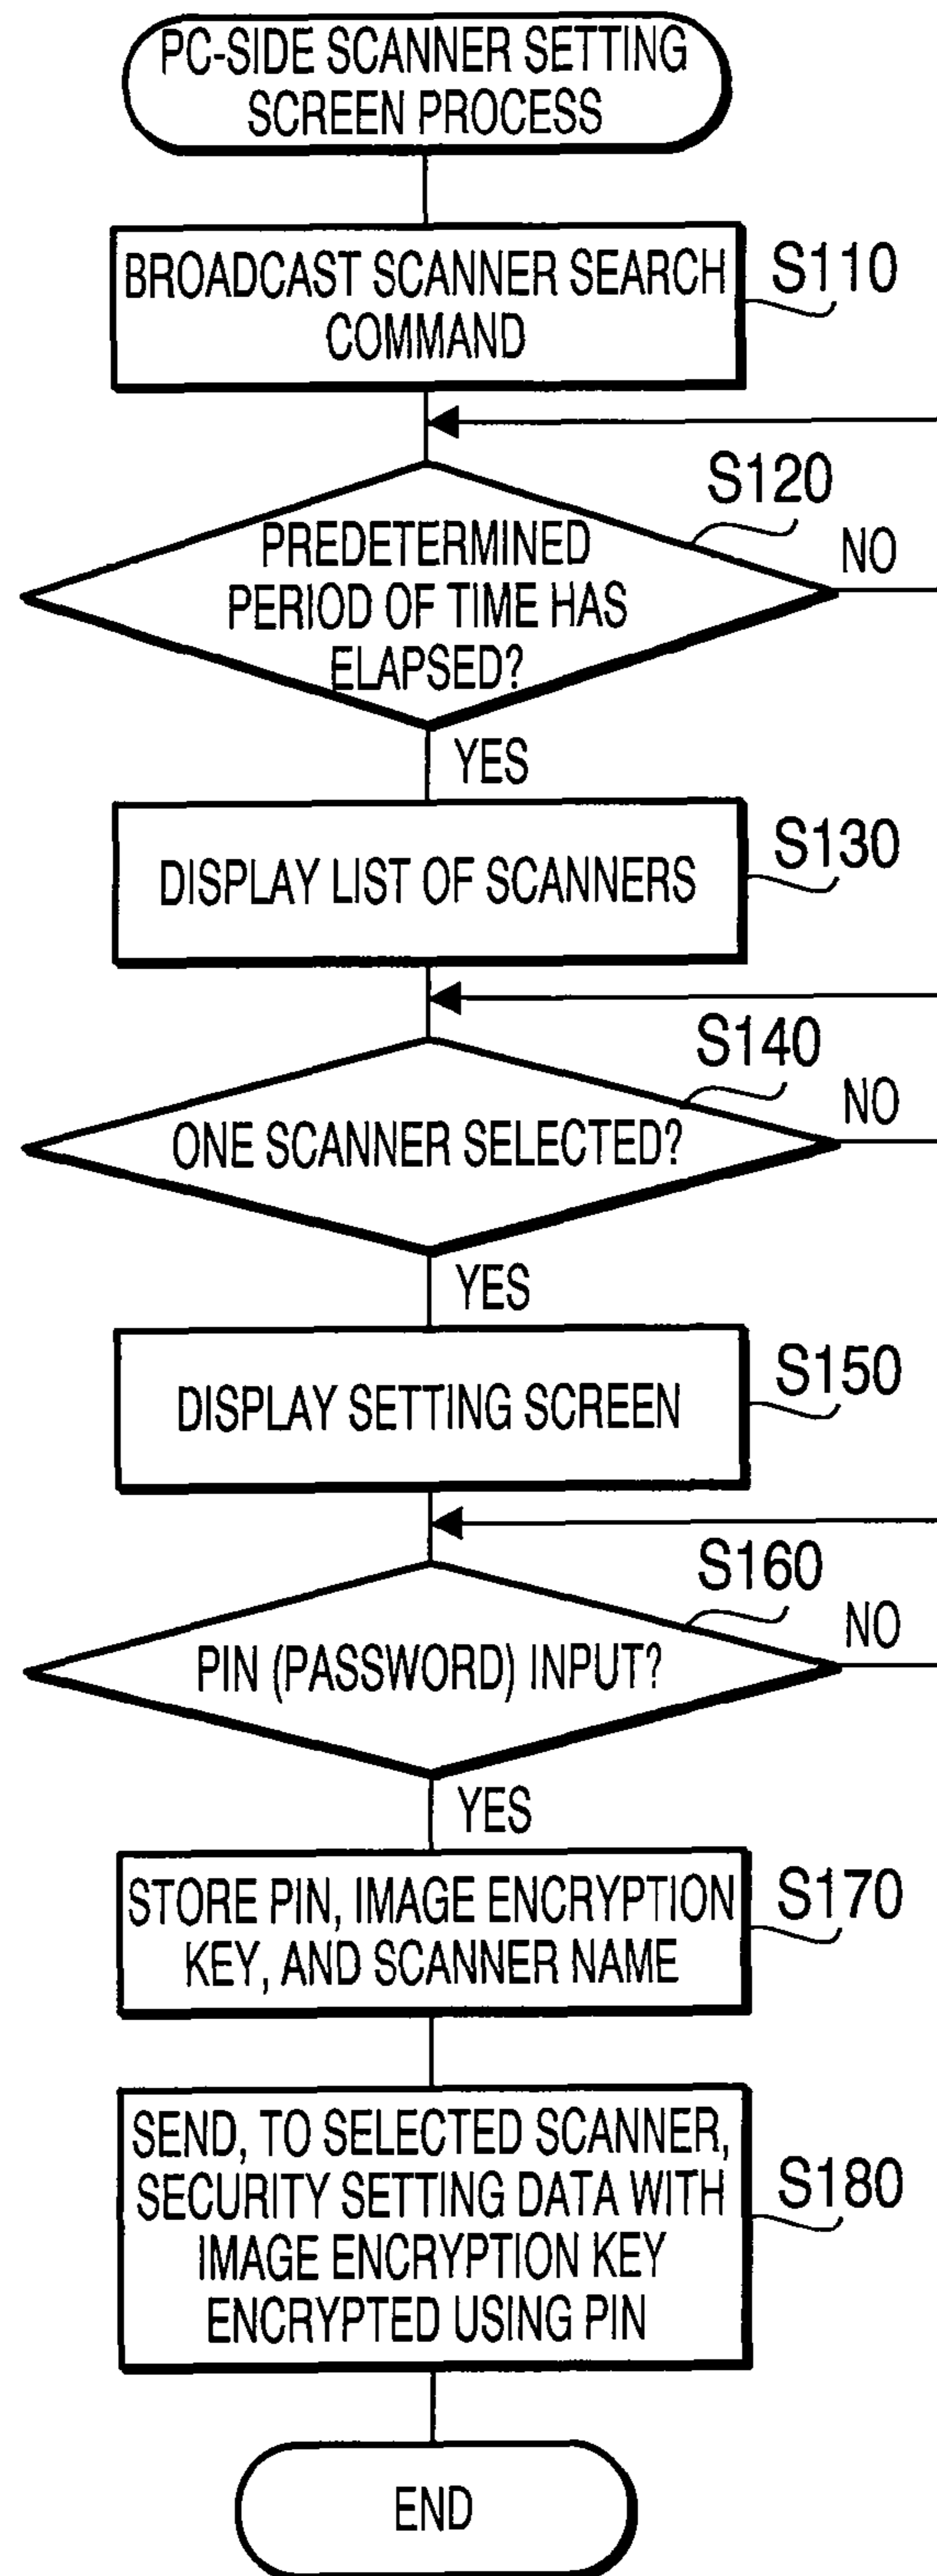 PC-SIDE SCANNER SETTING
SCREEN PROCESS
BROADCAST SCANNER SEARCH
COMMAND
S110
S120
PREDETERMINED
PERIOD OF TIME HAS
ELAPSED?
NO
YES
DISPLAY LIST OF SCANNERS
S130
S140
ONE SCANNER SELECTED?
NO
YES
DISPLAY SETTING SCREEN
S150
S160
PIN (PASSWORD) INPUT?
NO
YES
STORE PIN, IMAGE ENCRYPTION
KEY, AND SCANNER NAME
S170
SEND, TO SELECTED SCANNER,
SECURITY SETTING DATA WITH
IMAGE ENCRYPTION KEY
ENCRYPTED USING PIN
S180
END